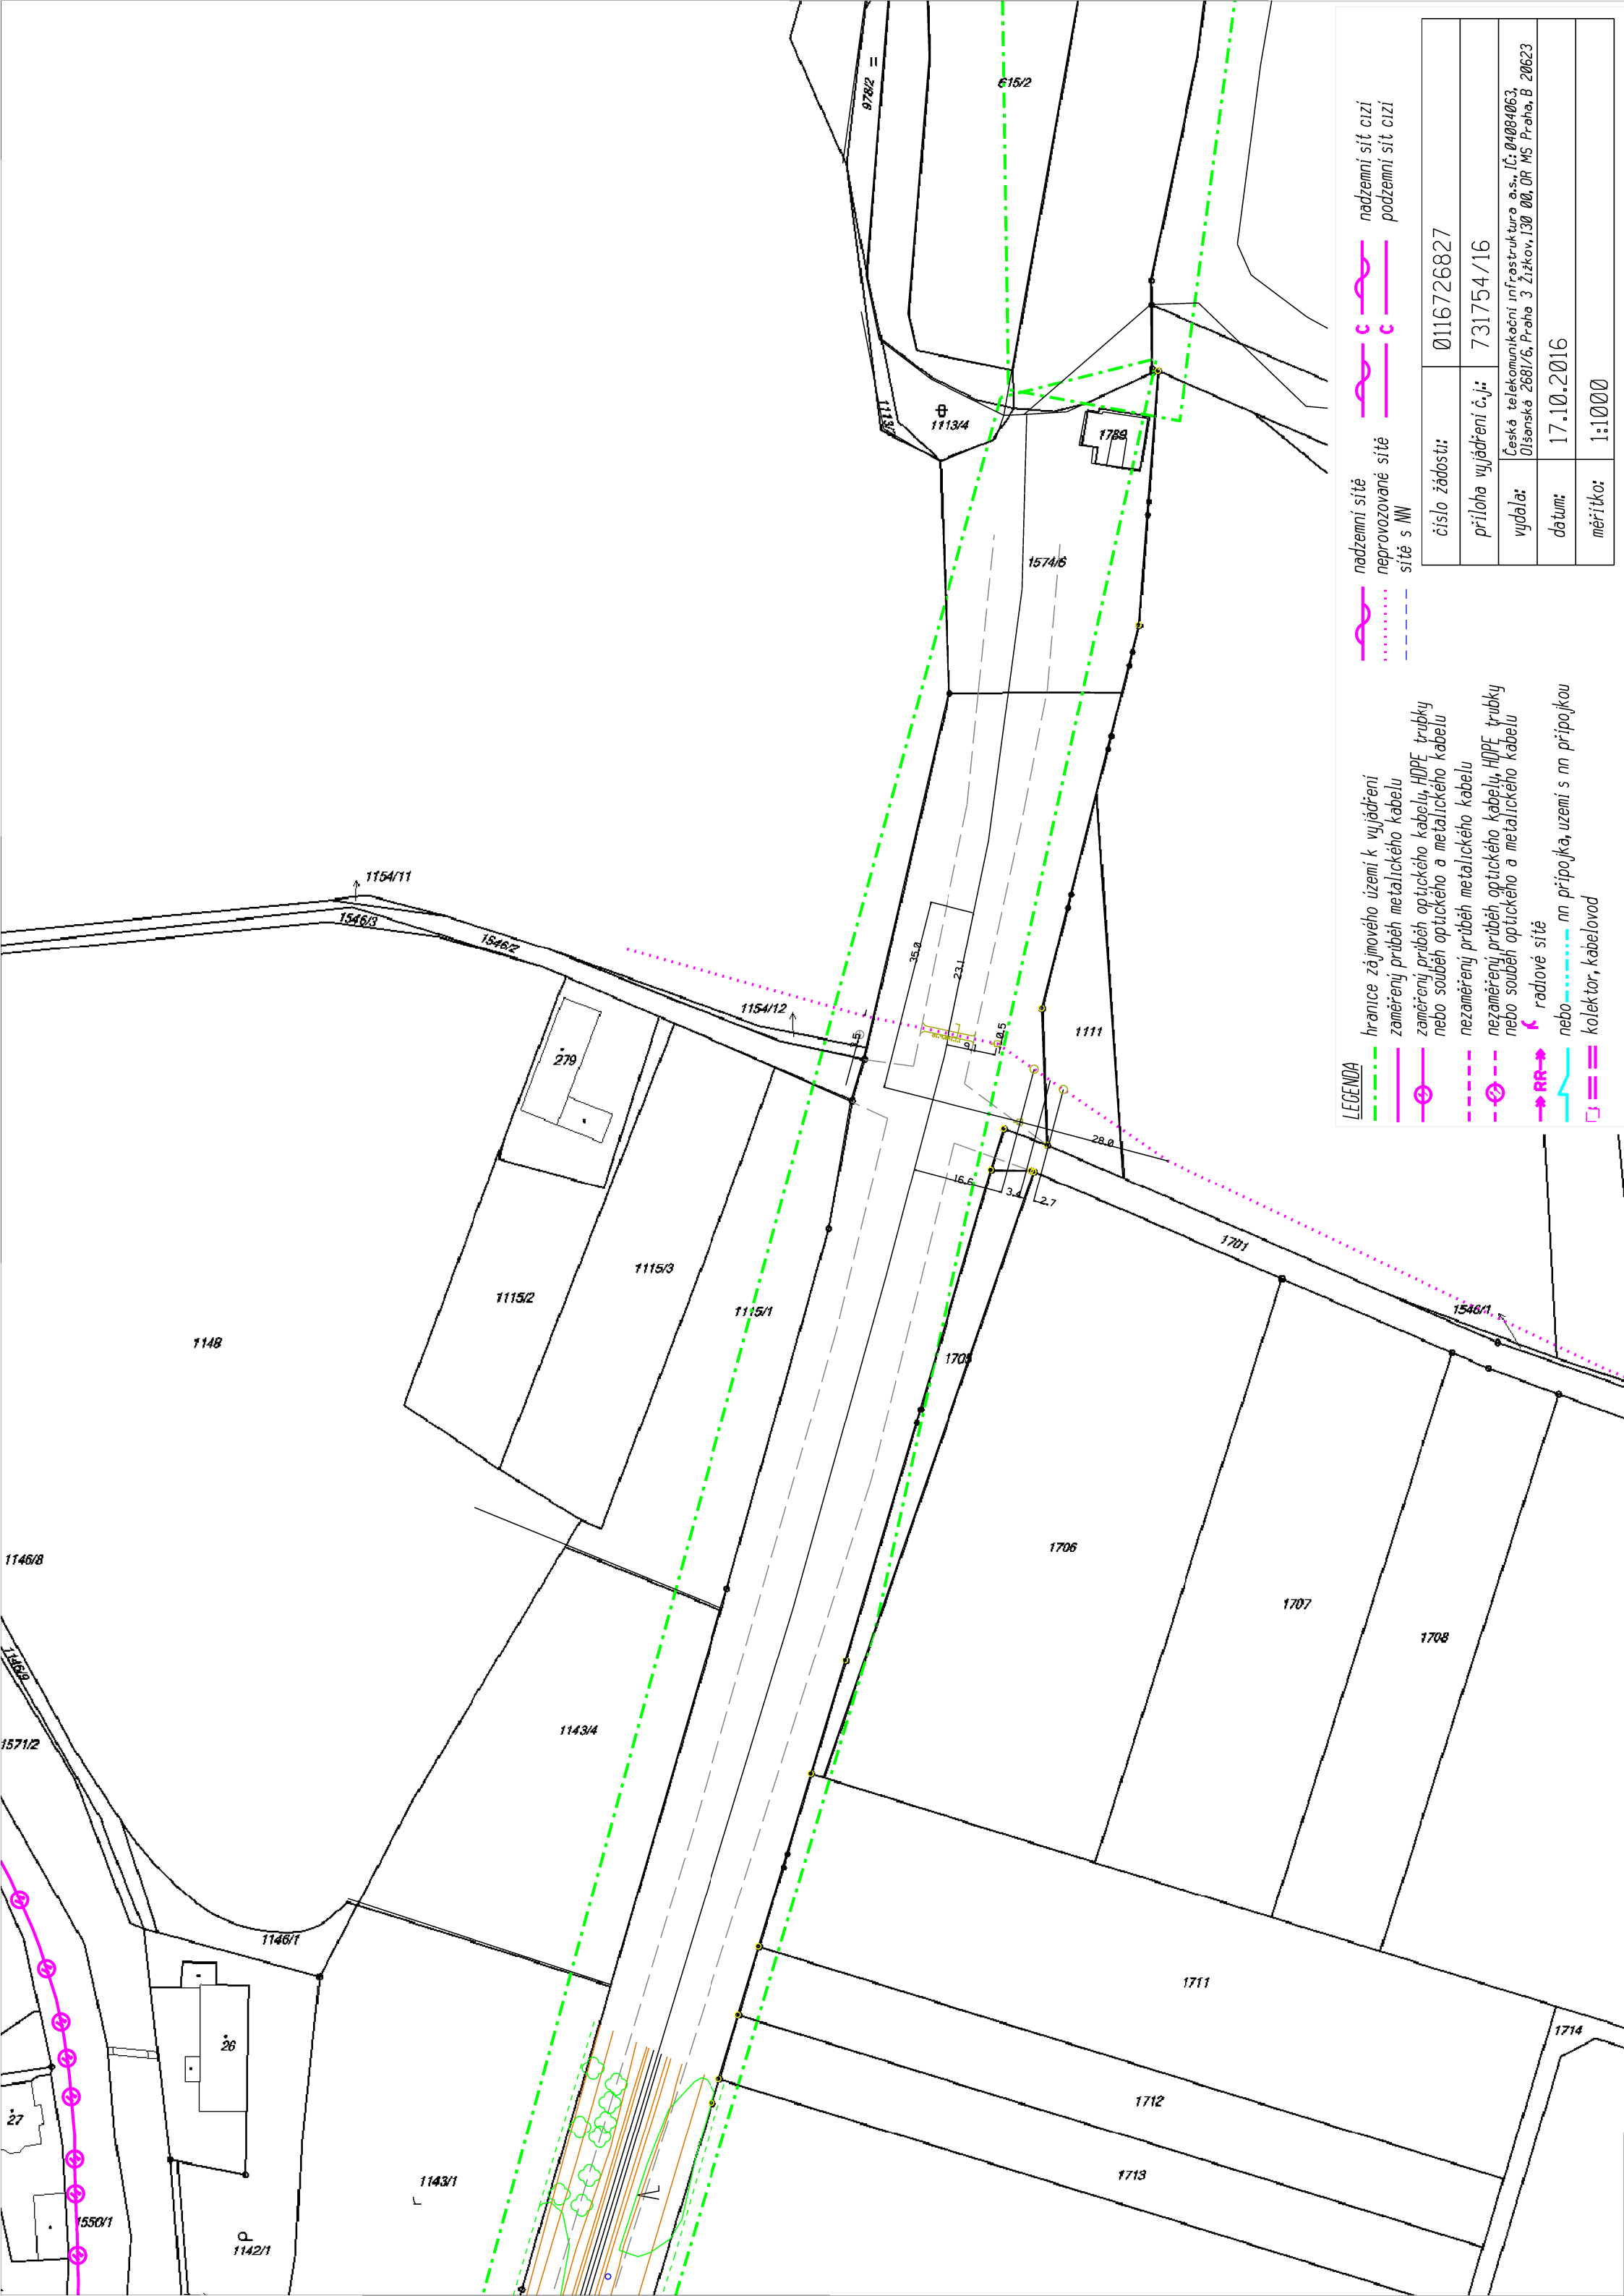 978/2
615/2
1113/4
1789
1574/6
1154/11
1546/3
1546/2
1154/12
279
35.0
23.1
0.5
9.1
1111
28.0
16.6
3.4
2.7
1701
1115/3
1115/2
1115/1
1148
1705
1546/1
1706
1707
1708
1146/8
1146/9
1571/2
1143/4
1146/1
26
27
1711
1714
1712
1713
1143/1
1550/1
1142/1
LEGENDA
hranice zájmového území k vyjádření
zaměřený průběh metalického kabelu
zaměřený průběh optického kabelu, HDPE trubky
nebo souběh optického a metalického kabelu
nezaměřený průběh metalického kabelu
nezaměřený průběh optického kabelu, HDPE trubky
nebo souběh optického a metalického kabelu
RR radiové sítě
nebo nn přípojka, území s nn přípojkou
kolektor, kabelovod
nadzemní sítě
neprovozované sítě
sítě s NN
C nadzemní síť cizí
C podzemní síť cizí
číslo žádosti: 0116726827
příloha vyjádření č.j.: 731754/16
vydala: Česká telekomunikační infrastruktura a.s., IČ: 04084063,
Olšanská 2681/6, Praha 3 Žižkov, 130 00, OR MS Praha, B 20623
datum: 17.10.2016
měřítko: 1:1000